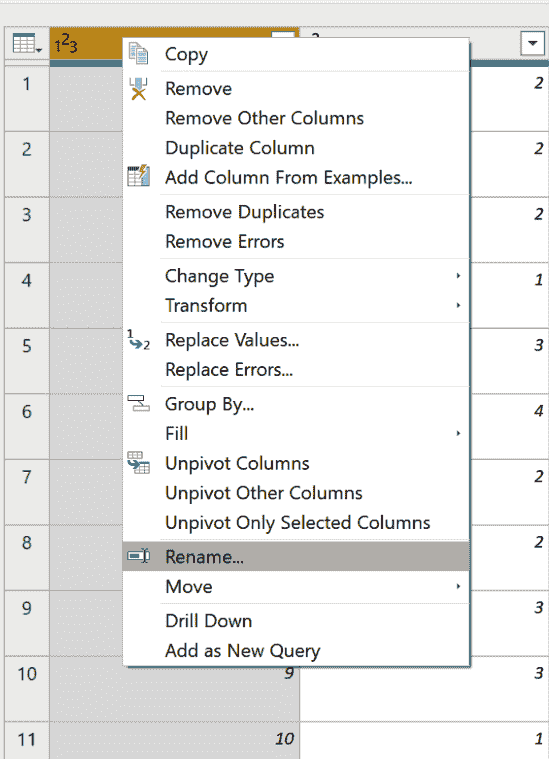 1²3
Copy
1 2
Remove
Remove Other Columns
2 Duplicate Column 2
Add Column From Examples...
3 Remove Duplicates 2
Remove Errors
4 Change Type 1
Transform
5 1 2 Replace Values... 3
Replace Errors...
6 Group By... 4
Fill
7 Unpivot Columns 2
Unpivot Other Columns
8 Unpivot Only Selected Columns 2
Rename...
9 Move 3
Drill Down
Add as New Query
10 9 3
11 10 1